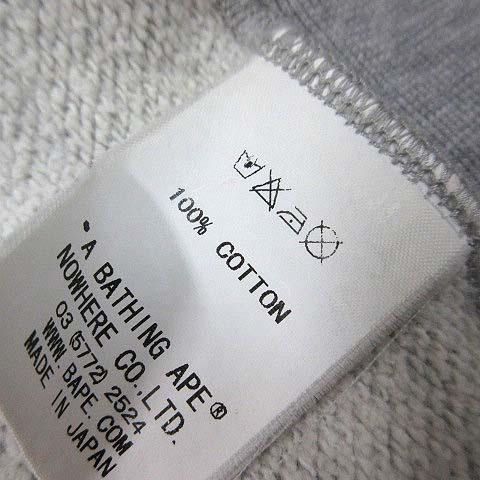 100% COTTON
* A BATHING APE®
NOWHERE CO.,LTD.
03 (5772) 2524
WWW.BAPE.COM
MADE IN JAPAN